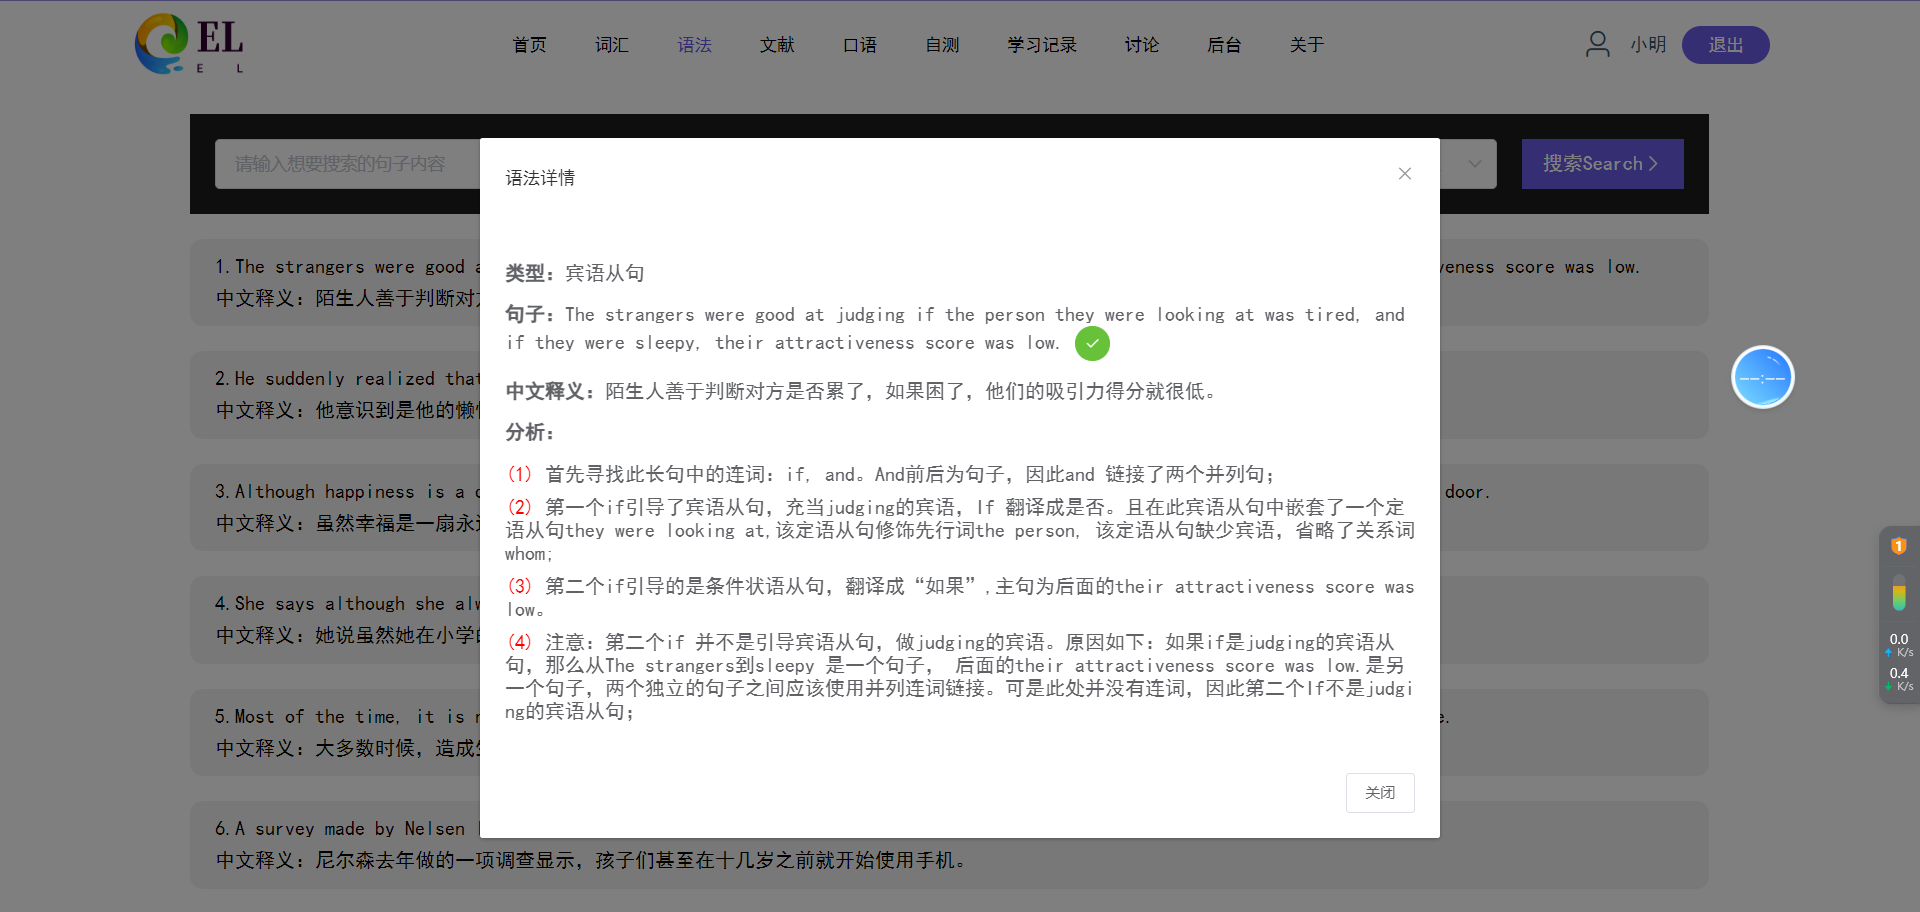 EL
E L
首页 词汇 语法 文献 口语 自测 学习记录 讨论 后台 关于 小明 退出
请输入想要搜索的句子内容
搜索Search
语法详情
类型：宾语从句
句子：The strangers were good at judging if the person they were looking at was tired, and
if they were sleepy, their attractiveness score was low.
中文释义：陌生人善于判断对方是否累了，如果困了，他们的吸引力得分就很低。
分析：
(1) 首先寻找此长句中的连词：if, and。And前后为句子，因此and 链接了两个并列句；
(2) 第一个if引导了宾语从句，充当judging的宾语，If 翻译成是否。且在此宾语从句中嵌套了一个定
语从句they were looking at,该定语从句修饰先行词the person, 该定语从句缺少宾语，省略了关系词
whom;
(3) 第二个if引导的是条件状语从句，翻译成“如果”,主句为后面的their attractiveness score was
low。
(4) 注意：第二个if 并不是引导宾语从句，做judging的宾语。原因如下：如果if是judging的宾语从
句，那么从The strangers到sleepy 是一个句子， 后面的their attractiveness score was low.是另
一个句子，两个独立的句子之间应该使用并列连词链接。可是此处并没有连词，因此第二个If不是judgi
ng的宾语从句；
关闭
1.The strangers were good
veness score was low.
中文释义：陌生人善于判断对
2.He suddenly realized that
中文释义：他意识到是他的懒
3.Although happiness is a
door.
中文释义：虽然幸福是一扇永
4.She says although she
中文释义：她说虽然她在小学
5.Most of the time, it is
中文释义：大多数时候，造成
6.A survey made by Nelsen
中文释义：尼尔森去年做的一项调查显示，孩子们甚至在十几岁之前就开始使用手机。
--:--
1
0.0
K/s
0.4
K/s